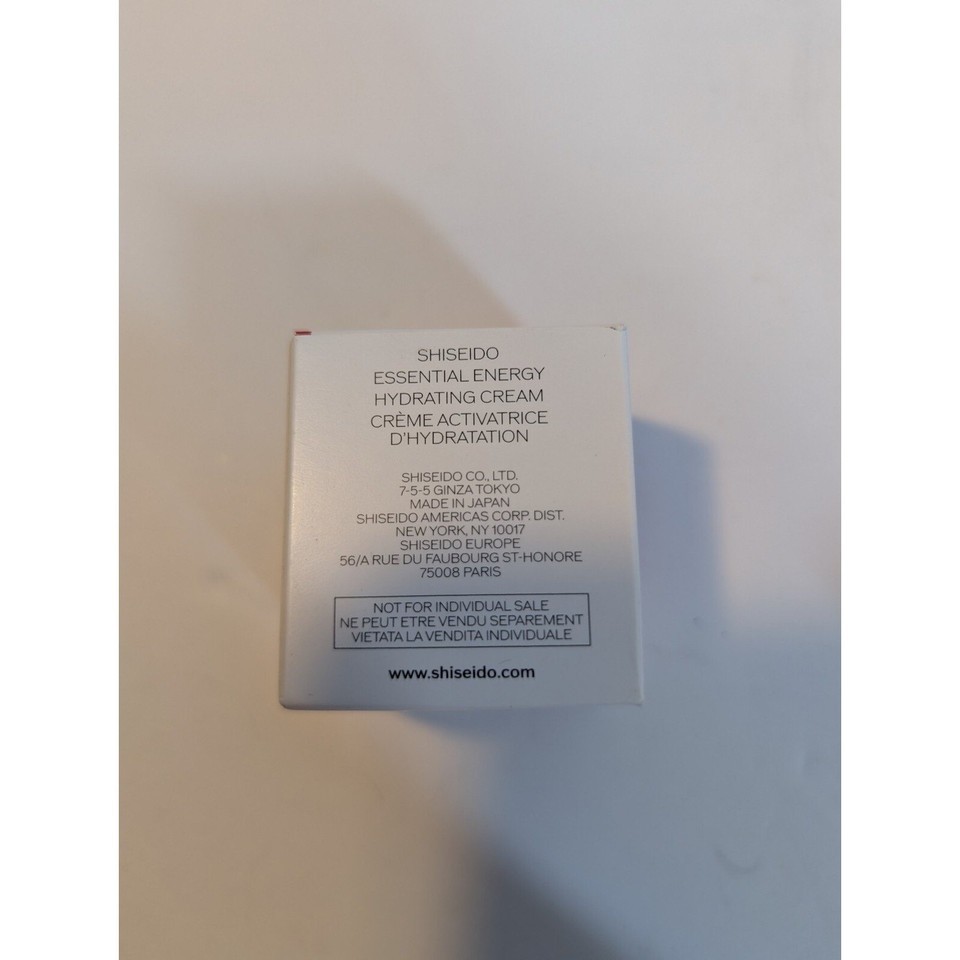 SHISEIDO
ESSENTIAL ENERGY
HYDRATING CREAM
CRÈME ACTIVATRICE
D'HYDRATATION
SHISEIDO CO., LTD.
7-5-5 GINZA TOKYO
MADE IN JAPAN
SHISEIDO AMERICAS CORP. DIST.
NEW YORK, NY 10017
SHISEIDO EUROPE
56/A RUE DU FAUBOURG ST-HONORE
75008 PARIS
NOT FOR INDIVIDUAL SALE
NE PEUT ETRE VENDU SEPAREMENT
VIETATA LA VENDITA INDIVIDUALE
www.shiseido.com